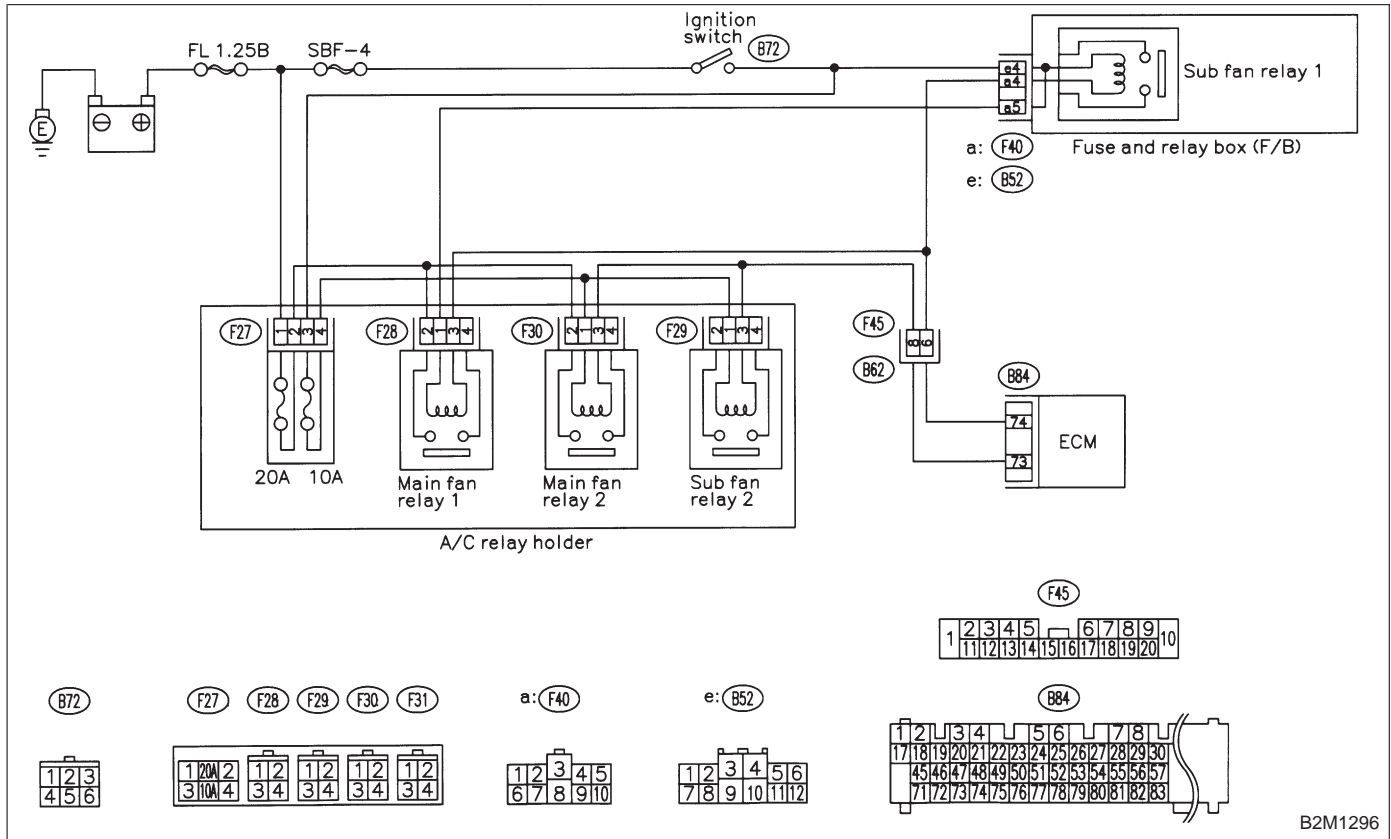 Ignition
switch
B72
FL 1.25B
SBF-4
e4
a4
a5
Sub fan relay 1
E
⊖ ⊕
a: F40
e: B52
Fuse and relay box (F/B)
F27
1 2 3 4
F28
2 1 3 4
F30
2 1 3 4
F29
2 1 3 4
F45
8 6
B62
B84
74
73
ECM
20A 10A
Main fan
relay 1
Main fan
relay 2
Sub fan
relay 2
A/C relay holder
F45
1 2 3 4 5 6 7 8 9 10
11 12 13 14 15 16 17 18 19 20
B72
1 2 3
4 5 6
F27 F28 F29 F30 F31
1 20A 2 1 2 1 2 1 2 1 2
3 10A 4 3 4 3 4 3 4 3 4
a: F40
1 2 3 4 5
6 7 8 9 10
e: B52
1 2 3 4 5 6
7 8 9 10 11 12
B84
1 2 3 4 5 6 7 8
17 18 19 20 21 22 23 24 25 26 27 28 29 30
45 46 47 48 49 50 51 52 53 54 55 56 57
71 72 73 74 75 76 77 78 79 80 81 82 83
B2M1296